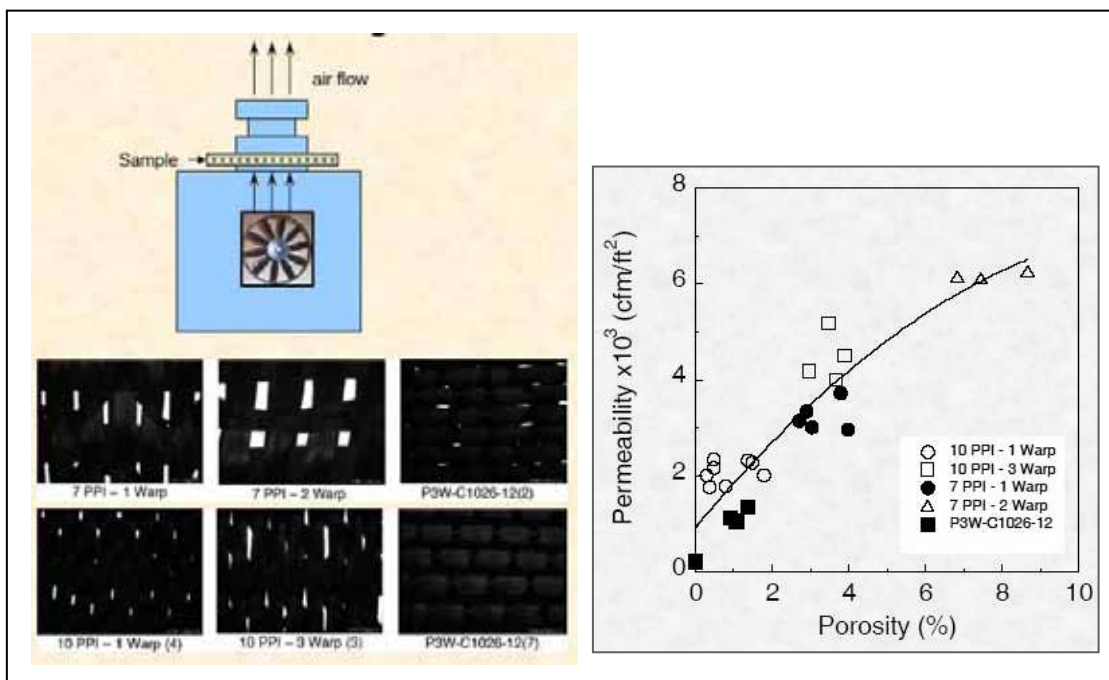 air flow
Sample
7 PPI – 1 Warp
7 PPI – 2 Warp
P3W-C1026-12(2)
10 PPI – 1 Warp (4)
10 PPI – 3 Warp (3)
P3W-C1026-12(7)
Permeability x10³ (cfm/ft²)
8
6
4
2
0
10 PPI - 1 Warp
10 PPI - 3 Warp
7 PPI - 1 Warp
7 PPI - 2 Warp
P3W-C1026-12
0 2 4 6 8 10
Porosity (%)